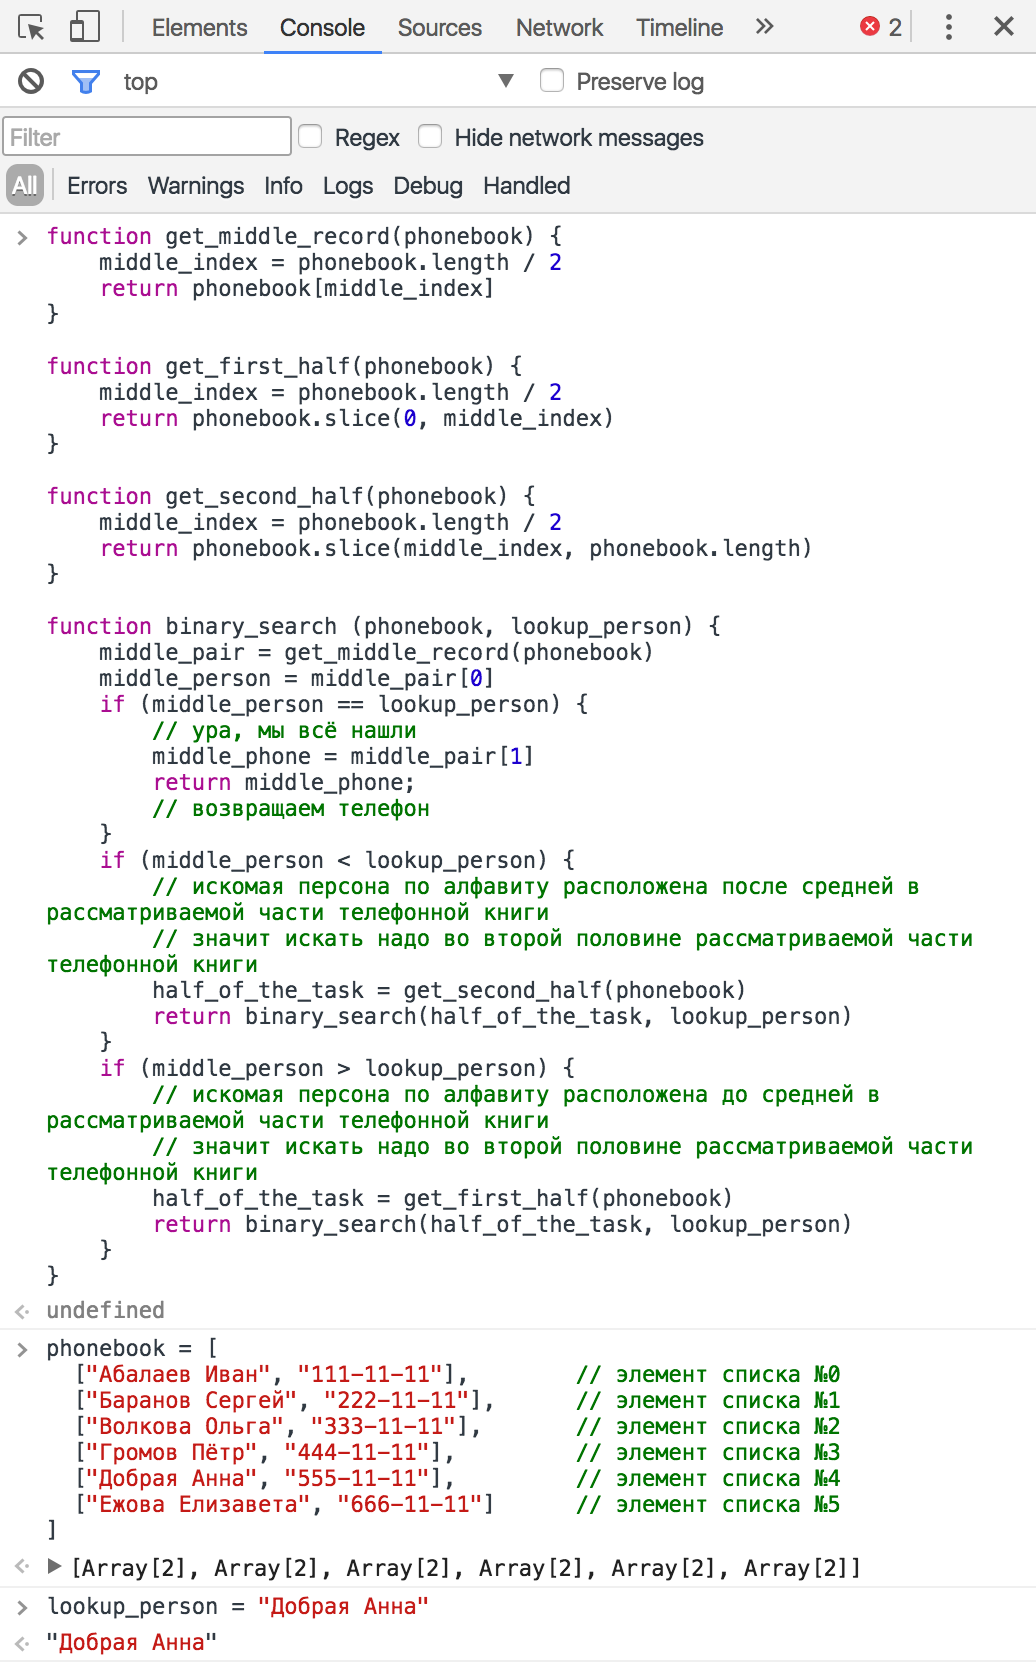 Elements Console Sources Network Timeline » 2
top ▼ Preserve log
Filter Regex Hide network messages
All Errors Warnings Info Logs Debug Handled
function get_middle_record(phonebook) {
    middle_index = phonebook.length / 2
    return phonebook[middle_index]
}
function get_first_half(phonebook) {
    middle_index = phonebook.length / 2
    return phonebook.slice(0, middle_index)
}
function get_second_half(phonebook) {
    middle_index = phonebook.length / 2
    return phonebook.slice(middle_index, phonebook.length)
}
function binary_search (phonebook, lookup_person) {
    middle_pair = get_middle_record(phonebook)
    middle_person = middle_pair[0]
    if (middle_person == lookup_person) {
        // ура, мы всё нашли
        middle_phone = middle_pair[1]
        return middle_phone;
        // возвращаем телефон
    }
    if (middle_person < lookup_person) {
        // искомая персона по алфавиту расположена после средней в
рассматриваемой части телефонной книги
        // значит искать надо во второй половине рассматриваемой части
телефонной книги
        half_of_the_task = get_second_half(phonebook)
        return binary_search(half_of_the_task, lookup_person)
    }
    if (middle_person > lookup_person) {
        // искомая персона по алфавиту расположена до средней в
рассматриваемой части телефонной книги
        // значит искать надо во второй половине рассматриваемой части
телефонной книги
        half_of_the_task = get_first_half(phonebook)
        return binary_search(half_of_the_task, lookup_person)
    }
}
undefined
phonebook = [
  ["Абалаев Иван", "111-11-11"],        // элемент списка №0
  ["Баранов Сергей", "222-11-11"],      // элемент списка №1
  ["Волкова Ольга", "333-11-11"],       // элемент списка №2
  ["Громов Пётр", "444-11-11"],         // элемент списка №3
  ["Добрая Анна", "555-11-11"],         // элемент списка №4
  ["Ежова Елизавета", "666-11-11"]      // элемент списка №5
]
[Array[2], Array[2], Array[2], Array[2], Array[2], Array[2]]
lookup_person = "Добрая Анна"
"Добрая Анна"